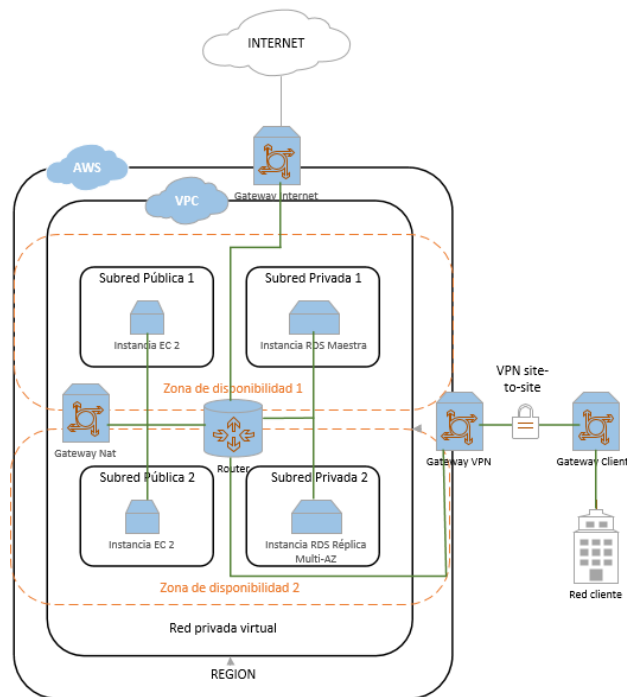 INTERNET
AWS
Gateway Internet
VPC
Subred Pública 1
Subred Privada 1
Instancia EC 2
Instancia RDS Maestra
VPN site-
to-site
Zona de disponibilidad 1
Gateway Nat
Router
Gateway VPN
Gateway Client
Subred Pública 2
Subred Privada 2
Instancia EC 2
Instancia RDS Réplica
Multi-AZ
Zona de disponibilidad 2
Red cliente
Red privada virtual
REGION